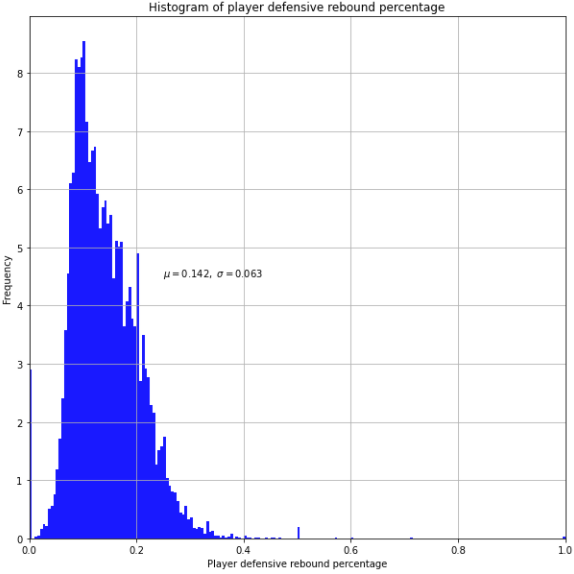 Histogram of player defensive rebound percentage
8
7
6
5
μ = 0.142, σ = 0.063
Frequency
4
3
2
1
0
0.0 0.2 0.4 0.6 0.8 1.0
Player defensive rebound percentage